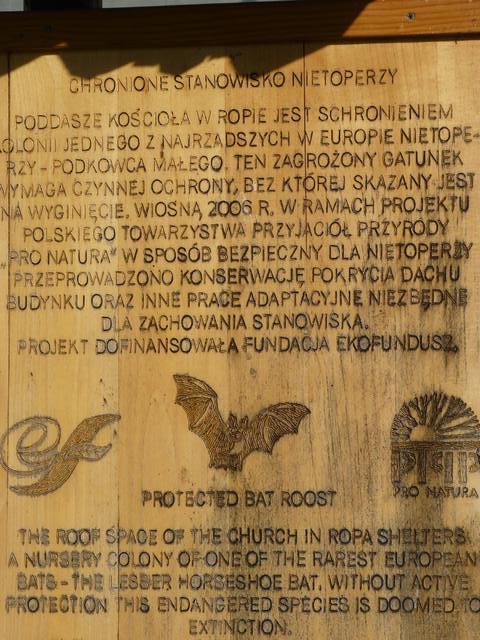 CHRONIONE STANOWISKO NIETOPERZY
PODDASZE KOŚCIOŁA W ROPIE JEST SCHRONIENIEM
KOLONII JEDNEGO Z NAJRZADSZYCH W EUROPIE NIETOPE-
RZY - PODKOWCA MAŁEGO. TEN ZAGROŻONY GATUNEK
WYMAGA CZYNNEJ OCHRONY, BEZ KTÓREJ SKAZANY JEST
NA WYGINIĘCIE. WIOSNĄ 2006 R. W RAMACH PROJEKTU
POLSKIEGO TOWARZYSTWA PRZYJACIÓŁ PRZYRODY
„PRO NATURA" W SPOSÓB BEZPIECZNY DLA NIETOPERZY
PRZEPROWADZONO KONSERWACJĘ POKRYCIA DACHU
BUDYNKU ORAZ INNE PRACE ADAPTACYJNE NIEZBĘDNE
DLA ZACHOWANIA STANOWISKA.
PROJEKT DOFINANSOWAŁA FUNDACJA EKOFUNDUSZ.
PRO NATURA
PROTECTED BAT ROOST
THE ROOF SPACE OF THE CHURCH IN ROPA SHELTERS
A NURSERY COLONY OF ONE OF THE RAREST EUROPEAN
BATS - THE LESSER HORSESHOE BAT. WITHOUT ACTIVE
PROTECTION THIS ENDANGERED SPECIES IS DOOMED TO
EXTINCTION.